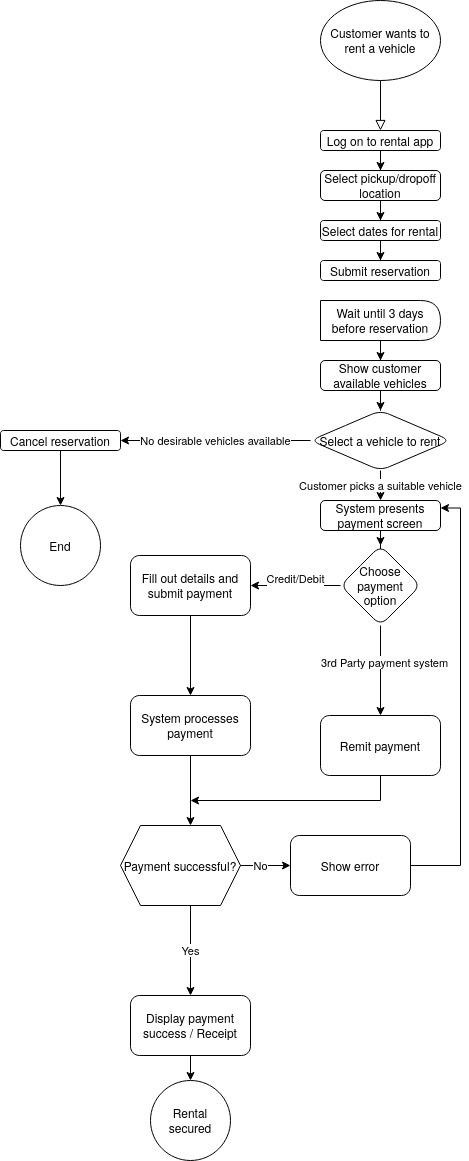 Customer wants to
rent a vehicle
Log on to rental app
Select pickup/dropoff
location
Select dates for rental
Submit reservation
Wait until 3 days
before reservation
Show customer
available vehicles
Select a vehicle to rent
No desirable vehicles available
Cancel reservation
End
Customer picks a suitable vehicle
System presents
payment screen
Choose
payment
option
Credit/Debit
Fill out details and
submit payment
3rd Party payment system
System processes
payment
Remit payment
Payment successful?
No
Show error
Yes
Display payment
success / Receipt
Rental
secured